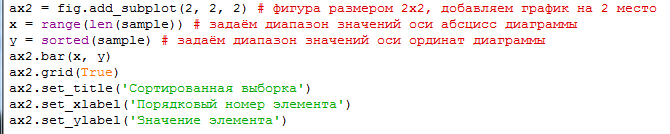 ax2 = fig.add_subplot(2, 2, 2) # фигура размером 2x2, добавляем график на 2 место
x = range(len(sample)) # задаём диапазон значений оси абсцисс диаграммы
y = sorted(sample) # задаём диапазон значений оси ординат диаграммы
ax2.bar(x, y)
ax2.grid(True)
ax2.set_title('Сортированная выборка')
ax2.set_xlabel('Порядковый номер элемента')
ax2.set_ylabel('Значение элемента')